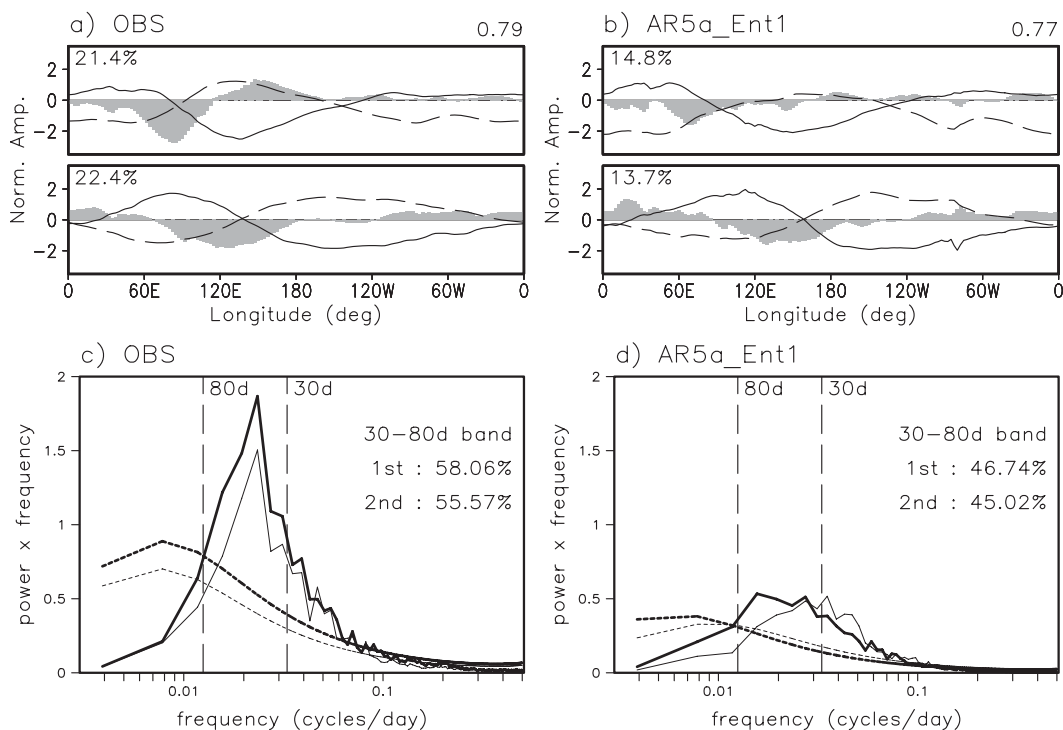 a) OBS
0.79
b) AR5a_Ent1
0.77
21.4%
14.8%
2
0
−2
2
0
−2
Norm. Amp.
Norm. Amp.
22.4%
13.7%
2
0
−2
2
0
−2
Norm. Amp.
Norm. Amp.
0 60E 120E 180 120W 60W 0
0 60E 120E 180 120W 60W 0
Longitude (deg)
Longitude (deg)
c) OBS
d) AR5a_Ent1
2
1.5
1
0.5
0
power x frequency
80d
30d
30−80d band
1st : 58.06%
2nd : 55.57%
0.01 0.1
frequency (cycles/day)
2
1.5
1
0.5
0
power x frequency
80d
30d
30−80d band
1st : 46.74%
2nd : 45.02%
0.01 0.1
frequency (cycles/day)